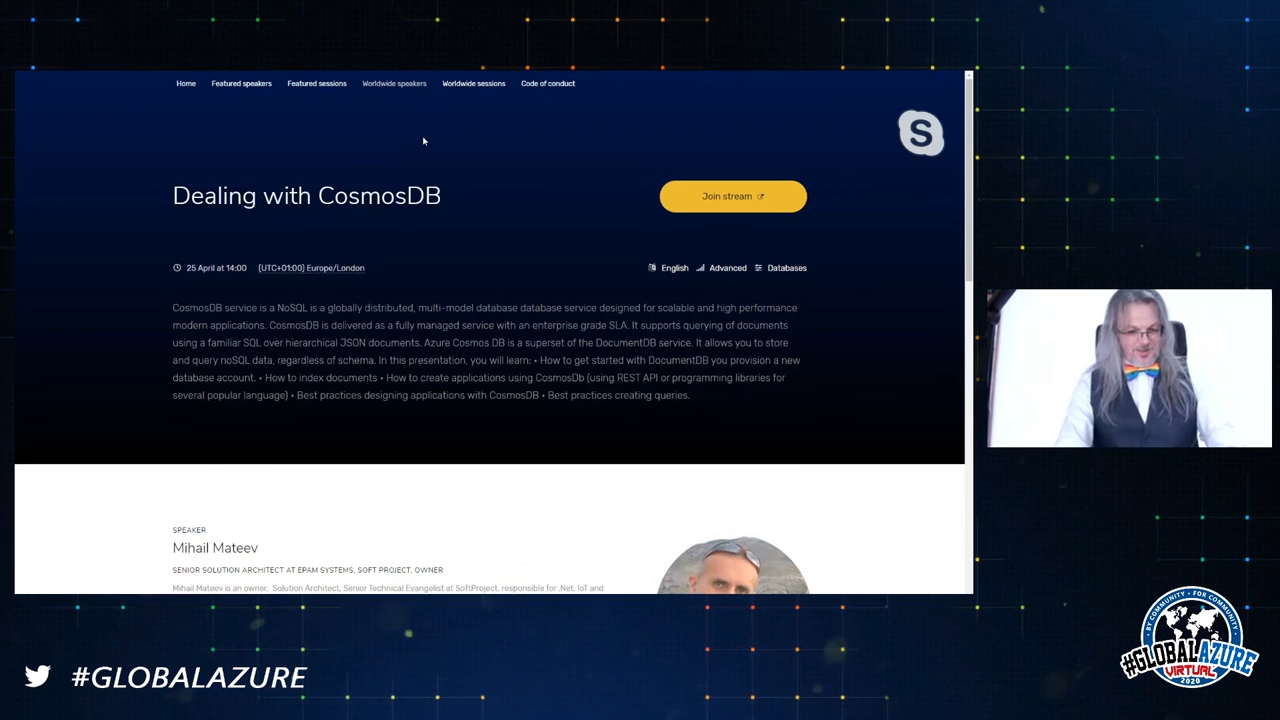 Home Featured speakers Featured sessions Worldwide speakers Worldwide sessions Code of conduct
S
Dealing with CosmosDB
Join stream
25 April at 14:00 (UTC+01:00) Europe/London
English Advanced Databases
CosmosDB service is a NoSQL is a globally distributed, multi-model database database service designed for scalable and high performance
modern applications. CosmosDB is delivered as a fully managed service with an enterprise grade SLA. It supports querying of documents
using a familiar SQL over hierarchical JSON documents. Azure Cosmos DB is a superset of the DocumentDB service. It allows you to store
and query noSQL data, regardless of schema. In this presentation, you will learn: • How to get started with DocumentDB you provision a new
database account. • How to index documents • How to create applications using CosmosDb (using REST API or programming libraries for
several popular language) • Best practices designing applications with CosmosDB • Best practices creating queries.
SPEAKER
Mihail Mateev
SENIOR SOLUTION ARCHITECT AT EPAM SYSTEMS, SOFT PROJECT, OWNER
Mihail Mateev is an owner, Solution Architect, Senior Technical Evangelist at SoftProject, responsible for .Net, IoT and
#GLOBALAZURE
BY COMMUNITY • FOR COMMUNITY
#GLOBALAZURE
VIRTUAL
2020